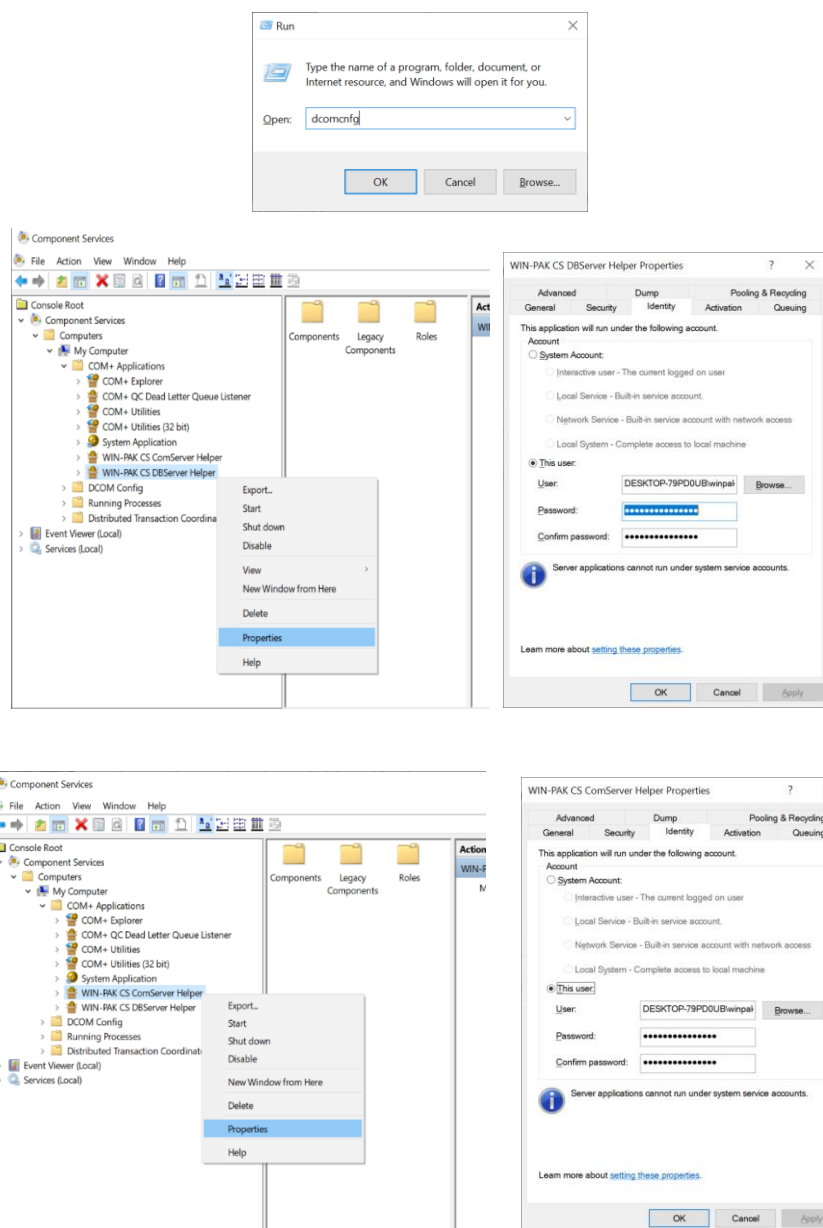 Run
Type the name of a program, folder, document, or
Internet resource, and Windows will open it for you.
Open: dcomcnfg
OK Cancel Browse...
Component Services
File Action View Window Help
Console Root
Component Services
Computers
My Computer
COM+ Applications
COM+ Explorer
COM+ QC Dead Letter Queue Listener
COM+ Utilities
COM+ Utilities (32 bit)
System Application
WIN-PAK CS ComServer Helper
WIN-PAK CS DBServer Helper
DCOM Config
Running Processes
Distributed Transaction Coordina
Event Viewer (Local)
Services (Local)
Components
Legacy
Components
Roles
Act
WI
Export...
Start
Shut down
Disable
View
New Window from Here
Delete
Properties
Help
WIN-PAK CS DBServer Helper Properties ? ×
Advanced Dump Pooling & Recycling
General Security Identity Activation Queuing
This application will run under the following account.
Account
System Account:
Interactive user - The current logged on user
Local Service - Built-in service account.
Network Service - Built-in service account with network access
Local System - Complete access to local machine
This user:
User: DESKTOP-79PD0UB\winpak Browse...
Password: •••••••••••••••
Confirm password: •••••••••••••••
Server applications cannot run under system service accounts.
Learn more about setting these properties.
OK Cancel Apply
Component Services
File Action View Window Help
Console Root
Component Services
Computers
My Computer
COM+ Applications
COM+ Explorer
COM+ QC Dead Letter Queue Listener
COM+ Utilities
COM+ Utilities (32 bit)
System Application
WIN-PAK CS ComServer Helper
WIN-PAK CS DBServer Helper
DCOM Config
Running Processes
Distributed Transaction Coordinat
Event Viewer (Local)
Services (Local)
Components
Legacy
Components
Roles
Action
WIN-P
M
Export...
Start
Shut down
Disable
New Window from Here
Delete
Properties
Help
WIN-PAK CS ComServer Helper Properties ?
Advanced Dump Pooling & Recycling
General Security Identity Activation Queuing
This application will run under the following account.
Account
System Account:
Interactive user - The current logged on user
Local Service - Built-in service account.
Network Service - Built-in service account with network access
Local System - Complete access to local machine
This user:
User: DESKTOP-79PD0UB\winpak Browse...
Password: •••••••••••••••
Confirm password: •••••••••••••••
Server applications cannot run under system service accounts.
Learn more about setting these properties.
OK Cancel Apply